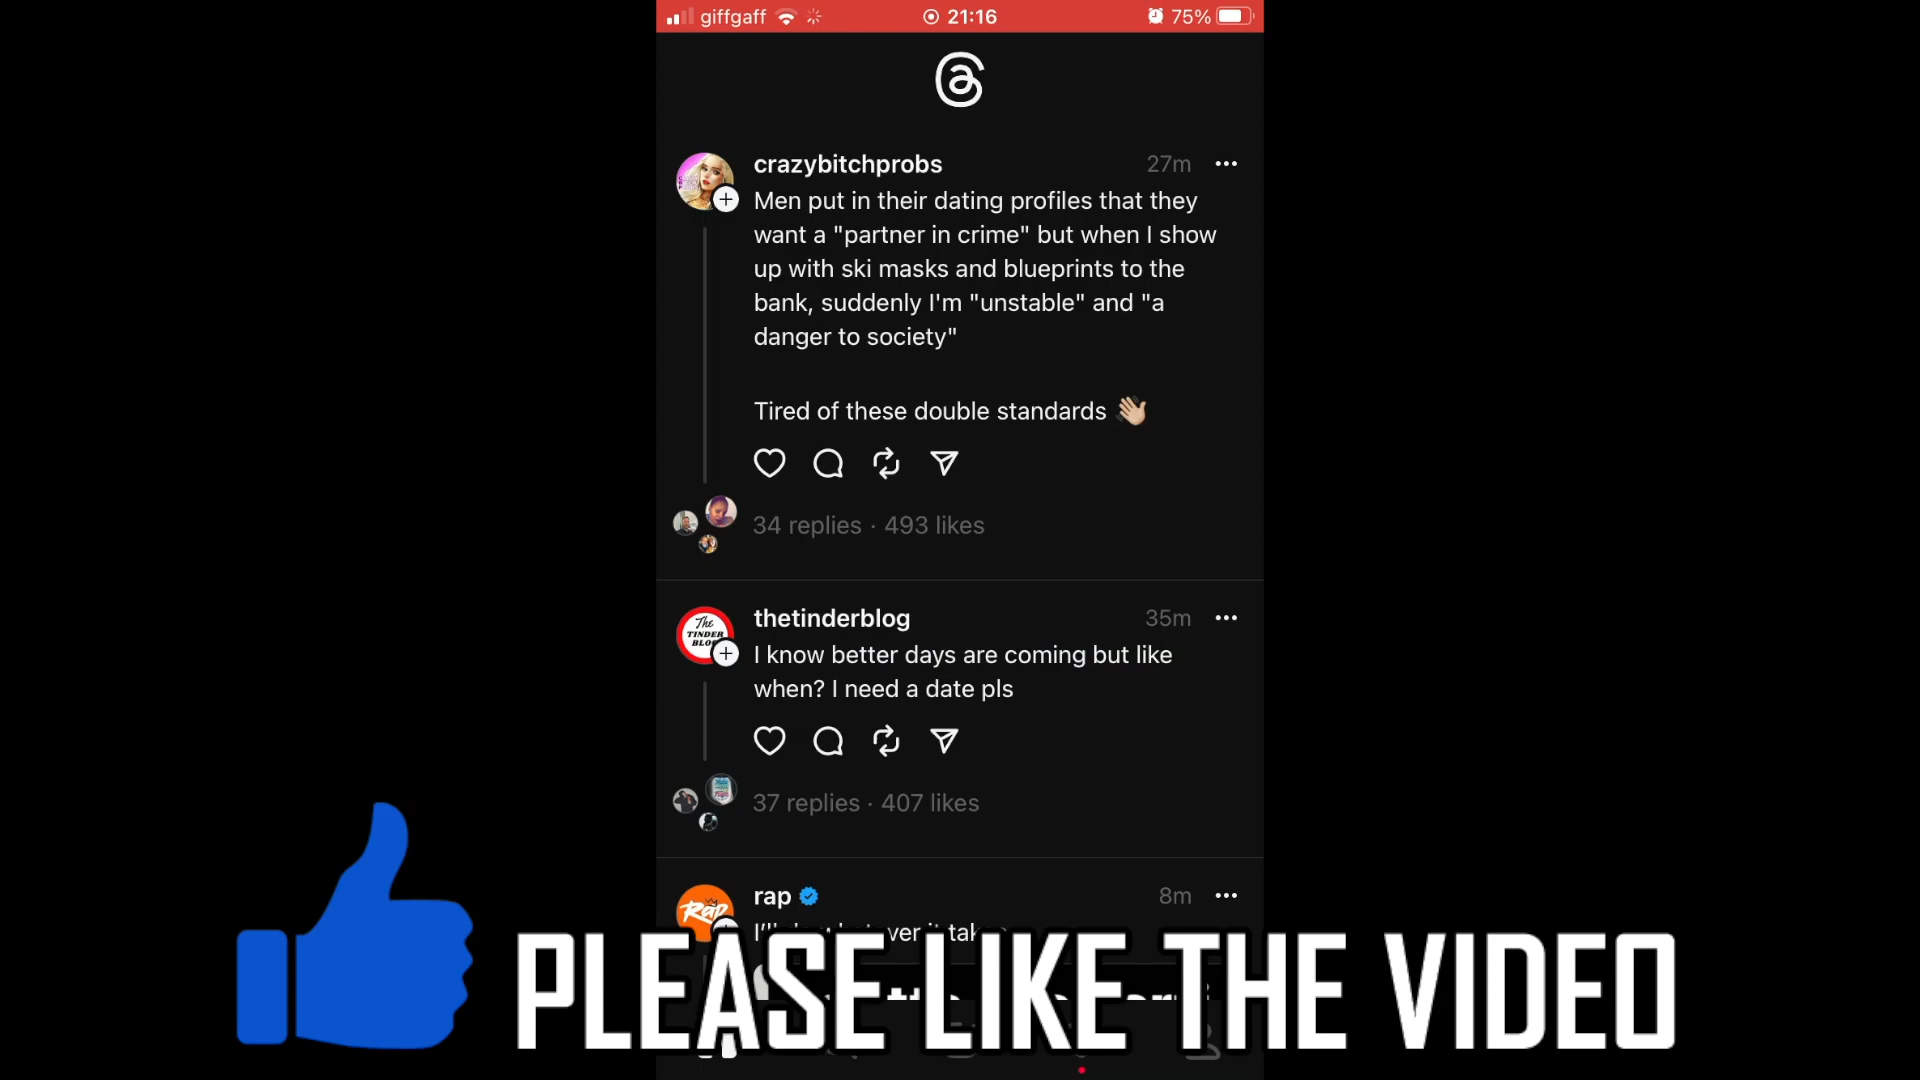 giffgaff 21:16 75%
crazybitchprobs 27m
Men put in their dating profiles that they
want a "partner in crime" but when I show
up with ski masks and blueprints to the
bank, suddenly I'm "unstable" and "a
danger to society"
Tired of these double standards 👋🏼
34 replies · 493 likes
The
TINDER
thetinderblog 35m
I know better days are coming but like
when? I need a date pls
37 replies · 407 likes
Rap
rap 8m
PLEASE LIKE THE VIDEO